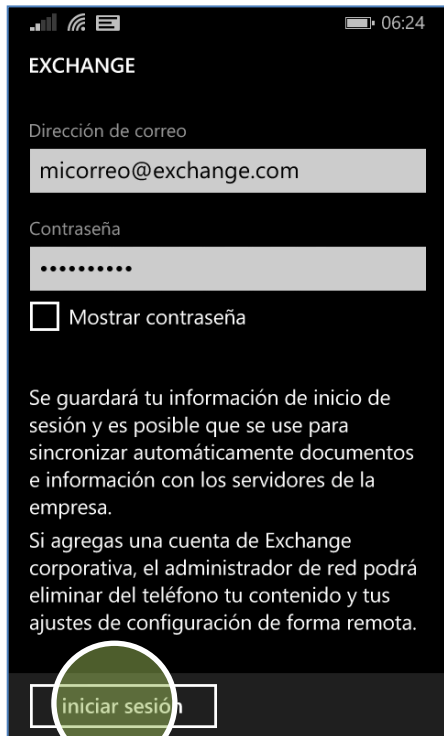 06:24
EXCHANGE
Dirección de correo
micorreo@exchange.com
Contraseña
••••••••••
Mostrar contraseña
Se guardará tu información de inicio de
sesión y es posible que se use para
sincronizar automáticamente documentos
e información con los servidores de la
empresa.
Si agregas una cuenta de Exchange
corporativa, el administrador de red podrá
eliminar del teléfono tu contenido y tus
ajustes de configuración de forma remota.
iniciar sesión